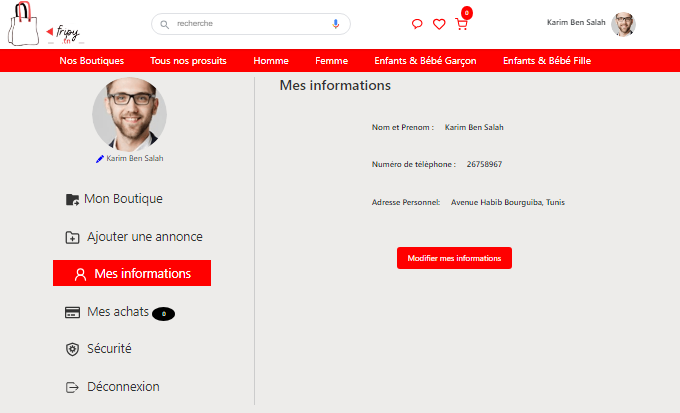 fripy
.tn
recherche
0
Karim Ben Salah
Nos Boutiques Tous nos prosuits Homme Femme Enfants & Bébé Garçon Enfants & Bébé Fille
Karim Ben Salah
Mon Boutique
Ajouter une annonce
Mes informations
Mes achats 0
Sécurité
Déconnexion
Mes informations
Nom et Prenom : Karim Ben Salah
Numéro de téléphone : 26758967
Adresse Personnel: Avenue Habib Bourguiba, Tunis
Modifier mes informations